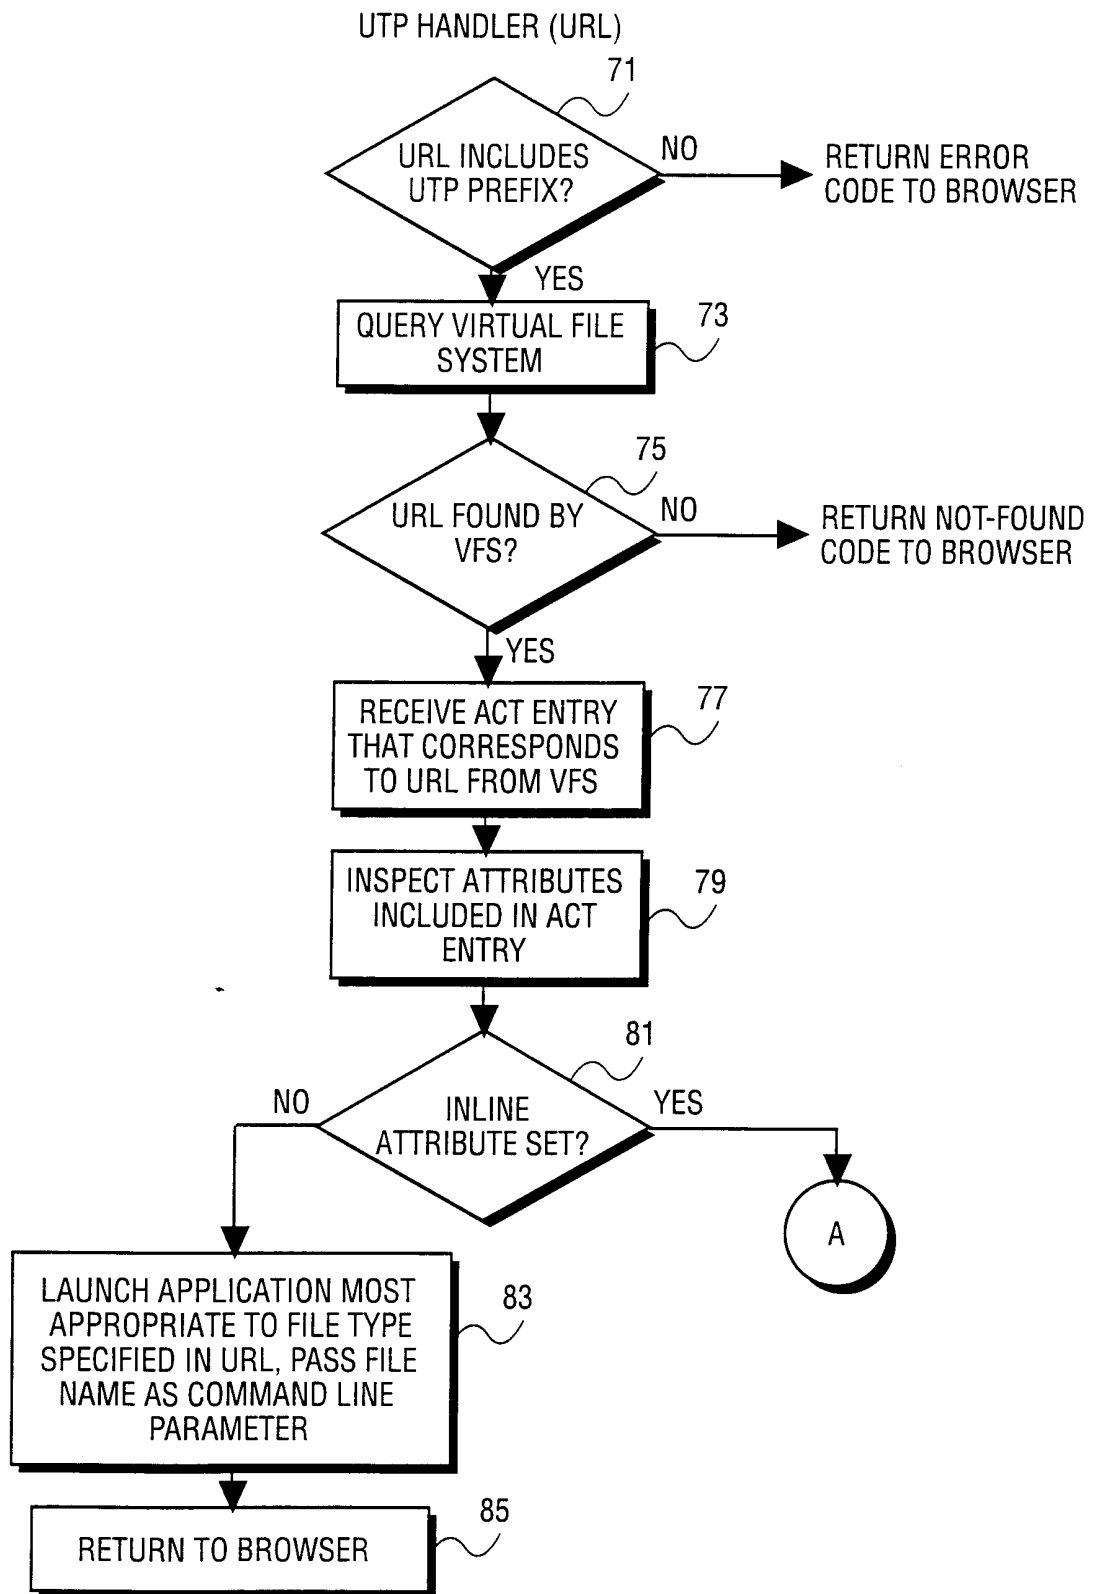 UTP HANDLER (URL)
71
URL INCLUDES
UTP PREFIX?
NO
RETURN ERROR
CODE TO BROWSER
YES
QUERY VIRTUAL FILE
SYSTEM
73
75
URL FOUND BY
VFS?
NO
RETURN NOT-FOUND
CODE TO BROWSER
YES
RECEIVE ACT ENTRY
THAT CORRESPONDS
TO URL FROM VFS
77
INSPECT ATTRIBUTES
INCLUDED IN ACT
ENTRY
79
81
NO
INLINE
ATTRIBUTE SET?
YES
A
LAUNCH APPLICATION MOST
APPROPRIATE TO FILE TYPE
SPECIFIED IN URL, PASS FILE
NAME AS COMMAND LINE
PARAMETER
83
RETURN TO BROWSER
85